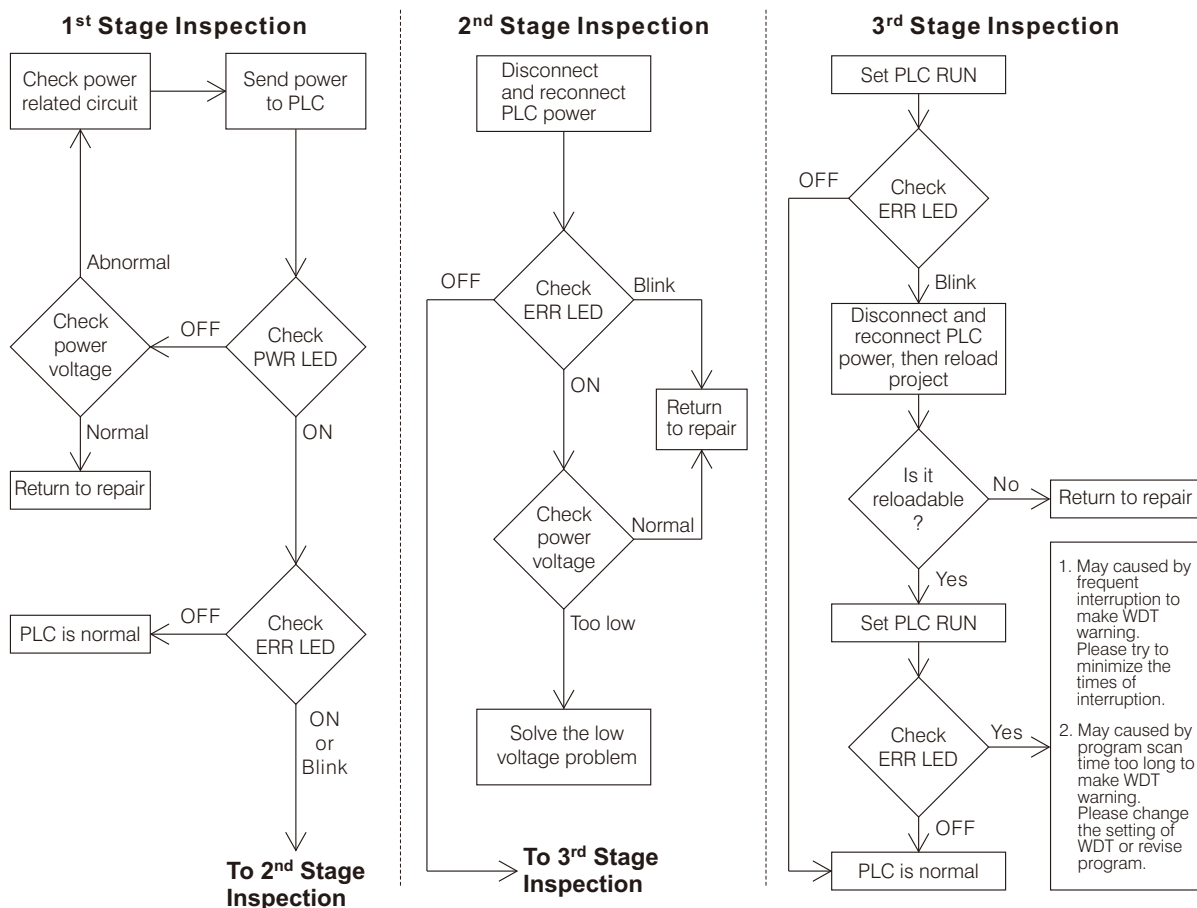 1st Stage Inspection
Check power
related circuit
Send power
to PLC
Abnormal
Check
power
voltage
OFF
Check
PWR LED
Normal
ON
Return to repair
PLC is normal
OFF
Check
ERR LED
ON
or
Blink
To 2nd Stage
Inspection
2nd Stage Inspection
Disconnect
and reconnect
PLC power
OFF
Check
ERR LED
Blink
ON
Return
to repair
Check
power
voltage
Normal
Too low
Solve the low
voltage problem
To 3rd Stage
Inspection
3rd Stage Inspection
Set PLC RUN
OFF
Check
ERR LED
Blink
Disconnect and
reconnect PLC
power, then reload
project
Is it
reloadable
?
No
Return to repair
Yes
Set PLC RUN
Check
ERR LED
Yes
OFF
PLC is normal
1. May caused by
frequent
interruption to
make WDT
warning.
Please try to
minimize the
times of
interruption.
2. May caused by
program scan
time too long to
make WDT
warning.
Please change
the setting of
WDT or revise
program.